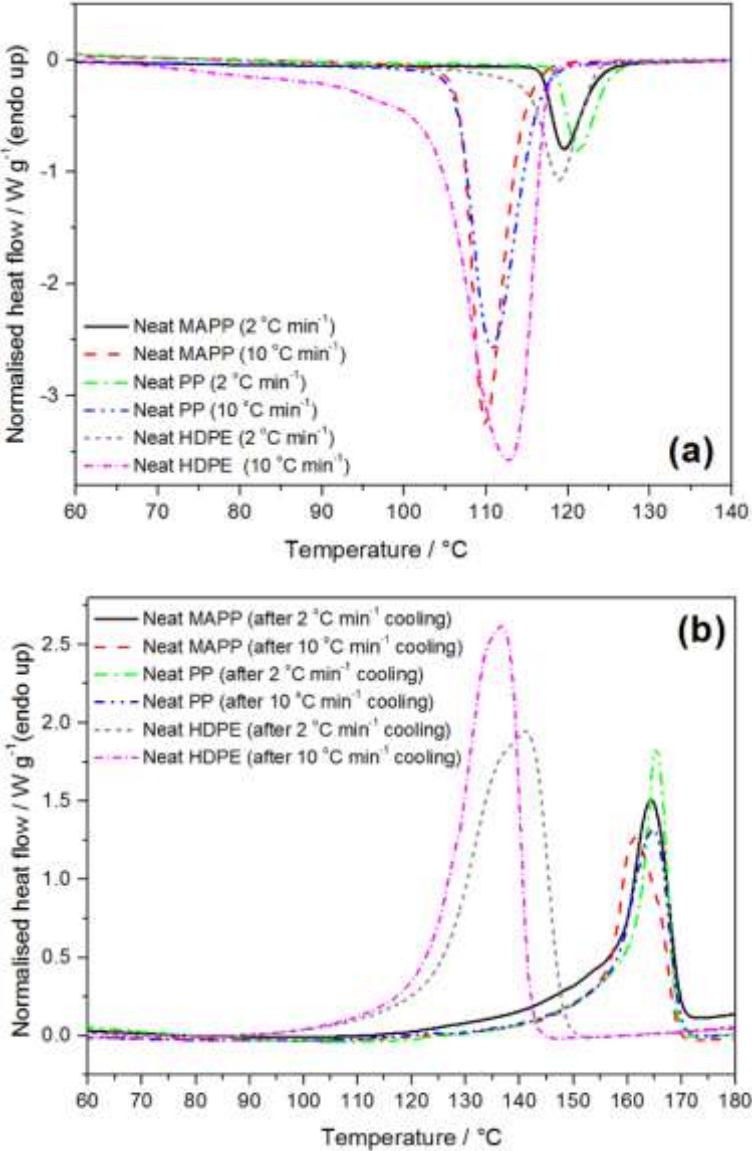 Normalised heat flow / W g⁻¹ (endo up)
0
-1
-2
-3
Neat MAPP (2 °C min⁻¹)
Neat MAPP (10 °C min⁻¹)
Neat PP (2 °C min⁻¹)
Neat PP (10 °C min⁻¹)
Neat HDPE (2 °C min⁻¹)
Neat HDPE (10 °C min⁻¹)
(a)
60 70 80 90 100 110 120 130 140
Temperature / °C
Normalised heat flow / W g⁻¹ (endo up)
2.5
2.0
1.5
1.0
0.5
0.0
Neat MAPP (after 2 °C min⁻¹ cooling)
Neat MAPP (after 10 °C min⁻¹ cooling)
Neat PP (after 2 °C min⁻¹ cooling)
Neat PP (after 10 °C min⁻¹ cooling)
Neat HDPE (after 2 °C min⁻¹ cooling)
Neat HDPE (after 10 °C min⁻¹ cooling)
(b)
60 70 80 90 100 110 120 130 140 150 160 170 180
Temperature / °C